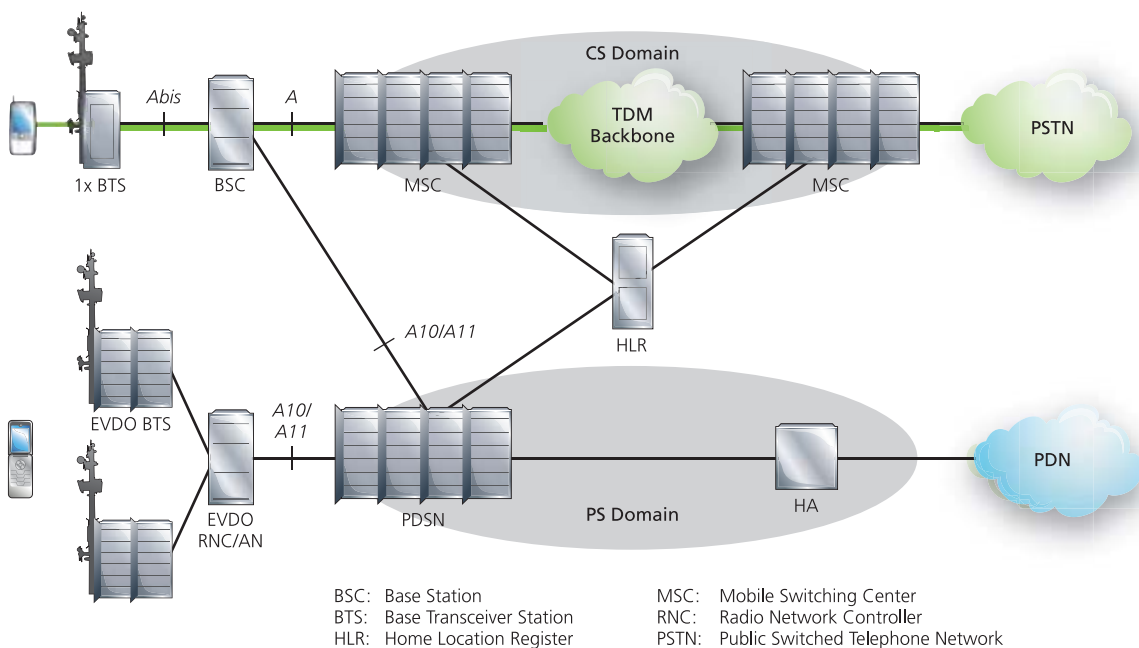 CS Domain
Abis
A
TDM
Backbone
PSTN
1x BTS
BSC
MSC
MSC
A10/A11
HLR
EVDO BTS
A10/
A11
PDN
EVDO
RNC/AN
PDSN
PS Domain
HA
BSC: Base Station
MSC: Mobile Switching Center
BTS: Base Transceiver Station
RNC: Radio Network Controller
HLR: Home Location Register
PSTN: Public Switched Telephone Network